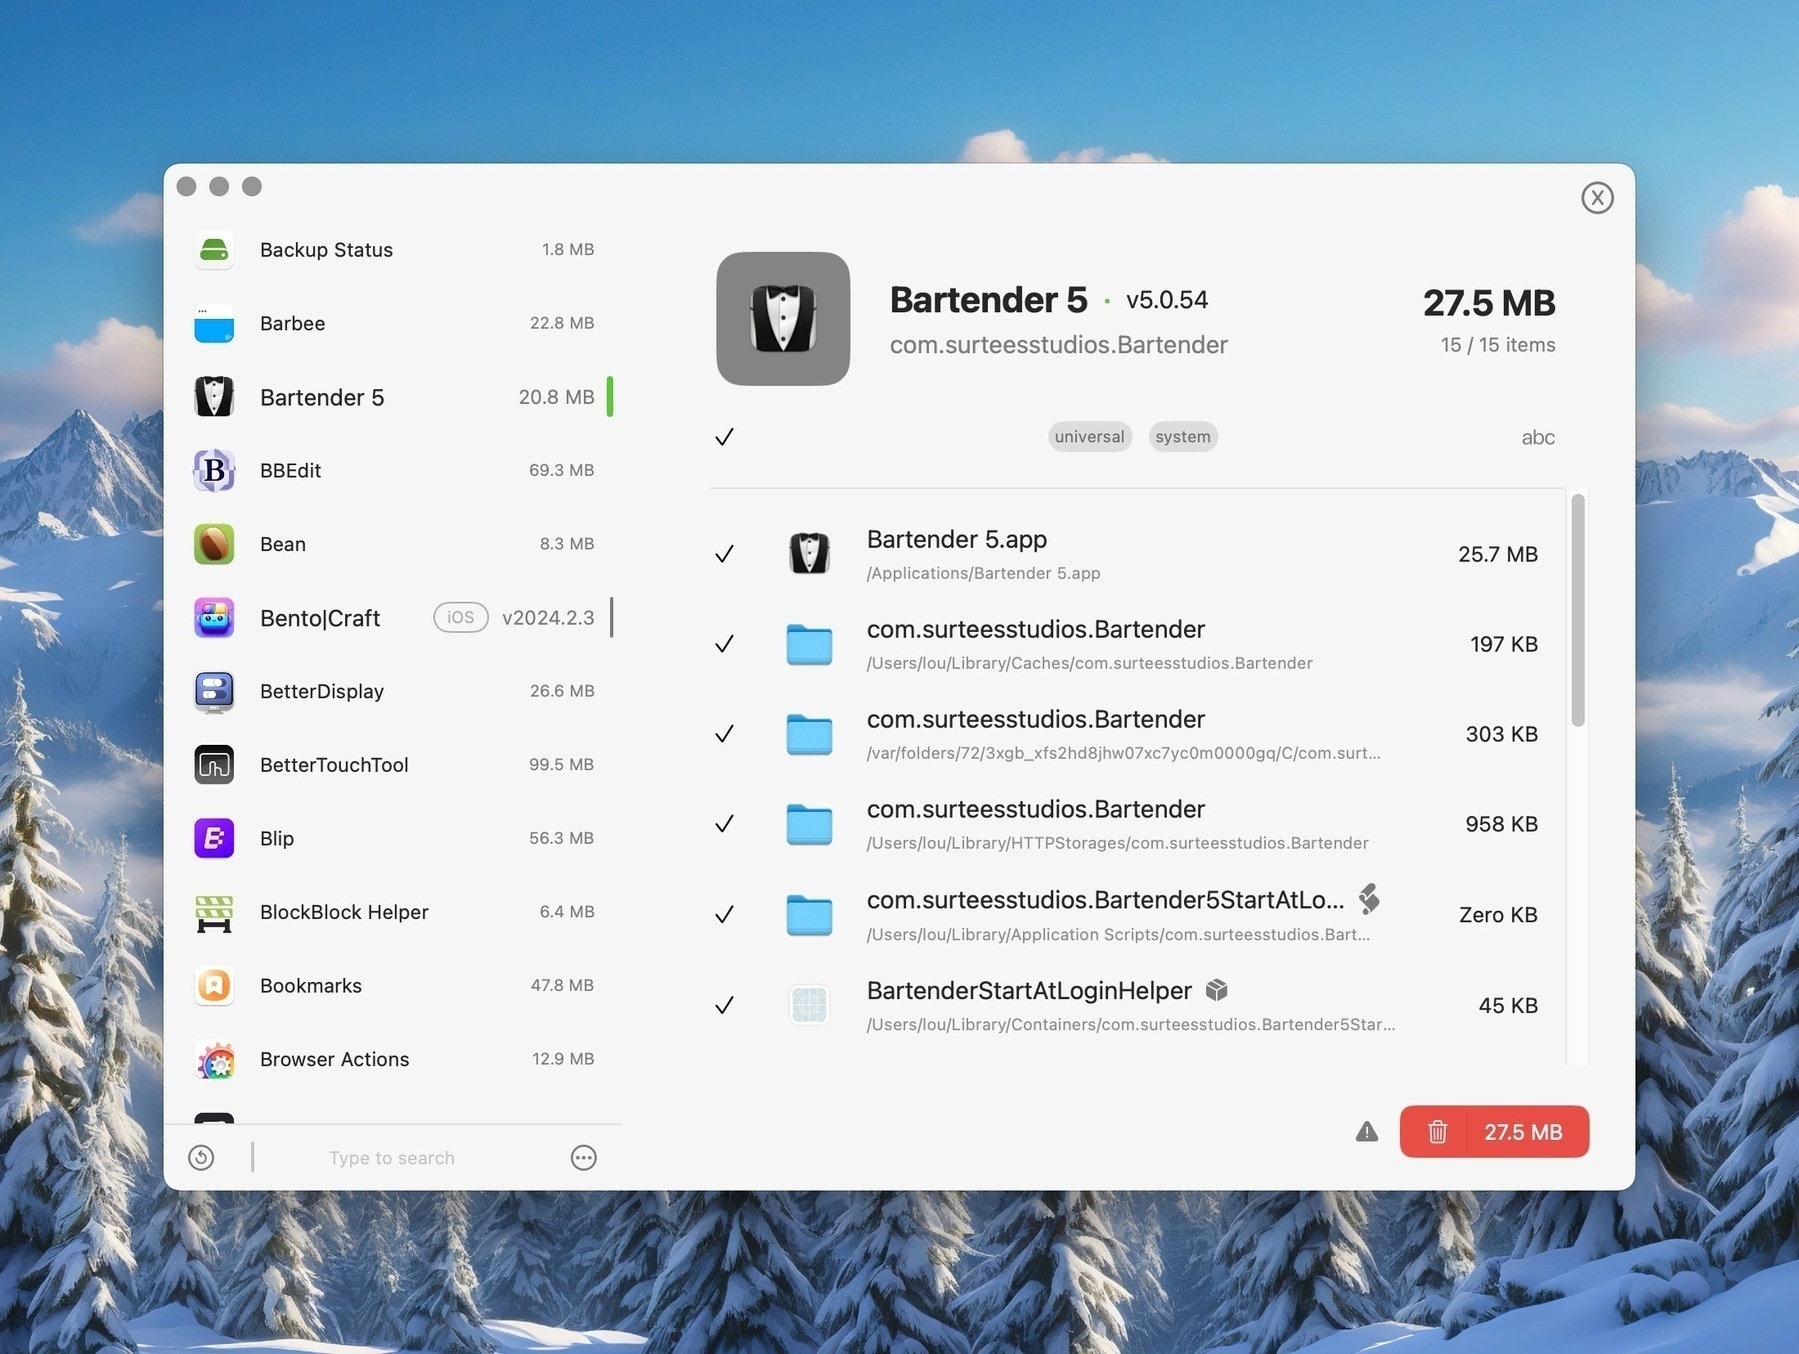 Backup Status 1.8 MB
Barbee 22.8 MB
Bartender 5 20.8 MB
BBEdit 69.3 MB
Bean 8.3 MB
Bento|Craft iOS v2024.2.3
BetterDisplay 26.6 MB
BetterTouchTool 99.5 MB
Blip 56.3 MB
BlockBlock Helper 6.4 MB
Bookmarks 47.8 MB
Browser Actions 12.9 MB
Type to search
X
Bartender 5 · v5.0.54
com.surteesstudios.Bartender
27.5 MB
15 / 15 items
universal system abc
Bartender 5.app
/Applications/Bartender 5.app
25.7 MB
com.surteesstudios.Bartender
/Users/lou/Library/Caches/com.surteesstudios.Bartender
197 KB
com.surteesstudios.Bartender
/var/folders/72/3xgb_xfs2hd8jhw07xc7yc0m0000gq/C/com.surt...
303 KB
com.surteesstudios.Bartender
/Users/lou/Library/HTTPStorages/com.surteesstudios.Bartender
958 KB
com.surteesstudios.Bartender5StartAtLo...
/Users/lou/Library/Application Scripts/com.surteesstudios.Bart...
Zero KB
BartenderStartAtLoginHelper
/Users/lou/Library/Containers/com.surteesstudios.Bartender5Star...
45 KB
27.5 MB